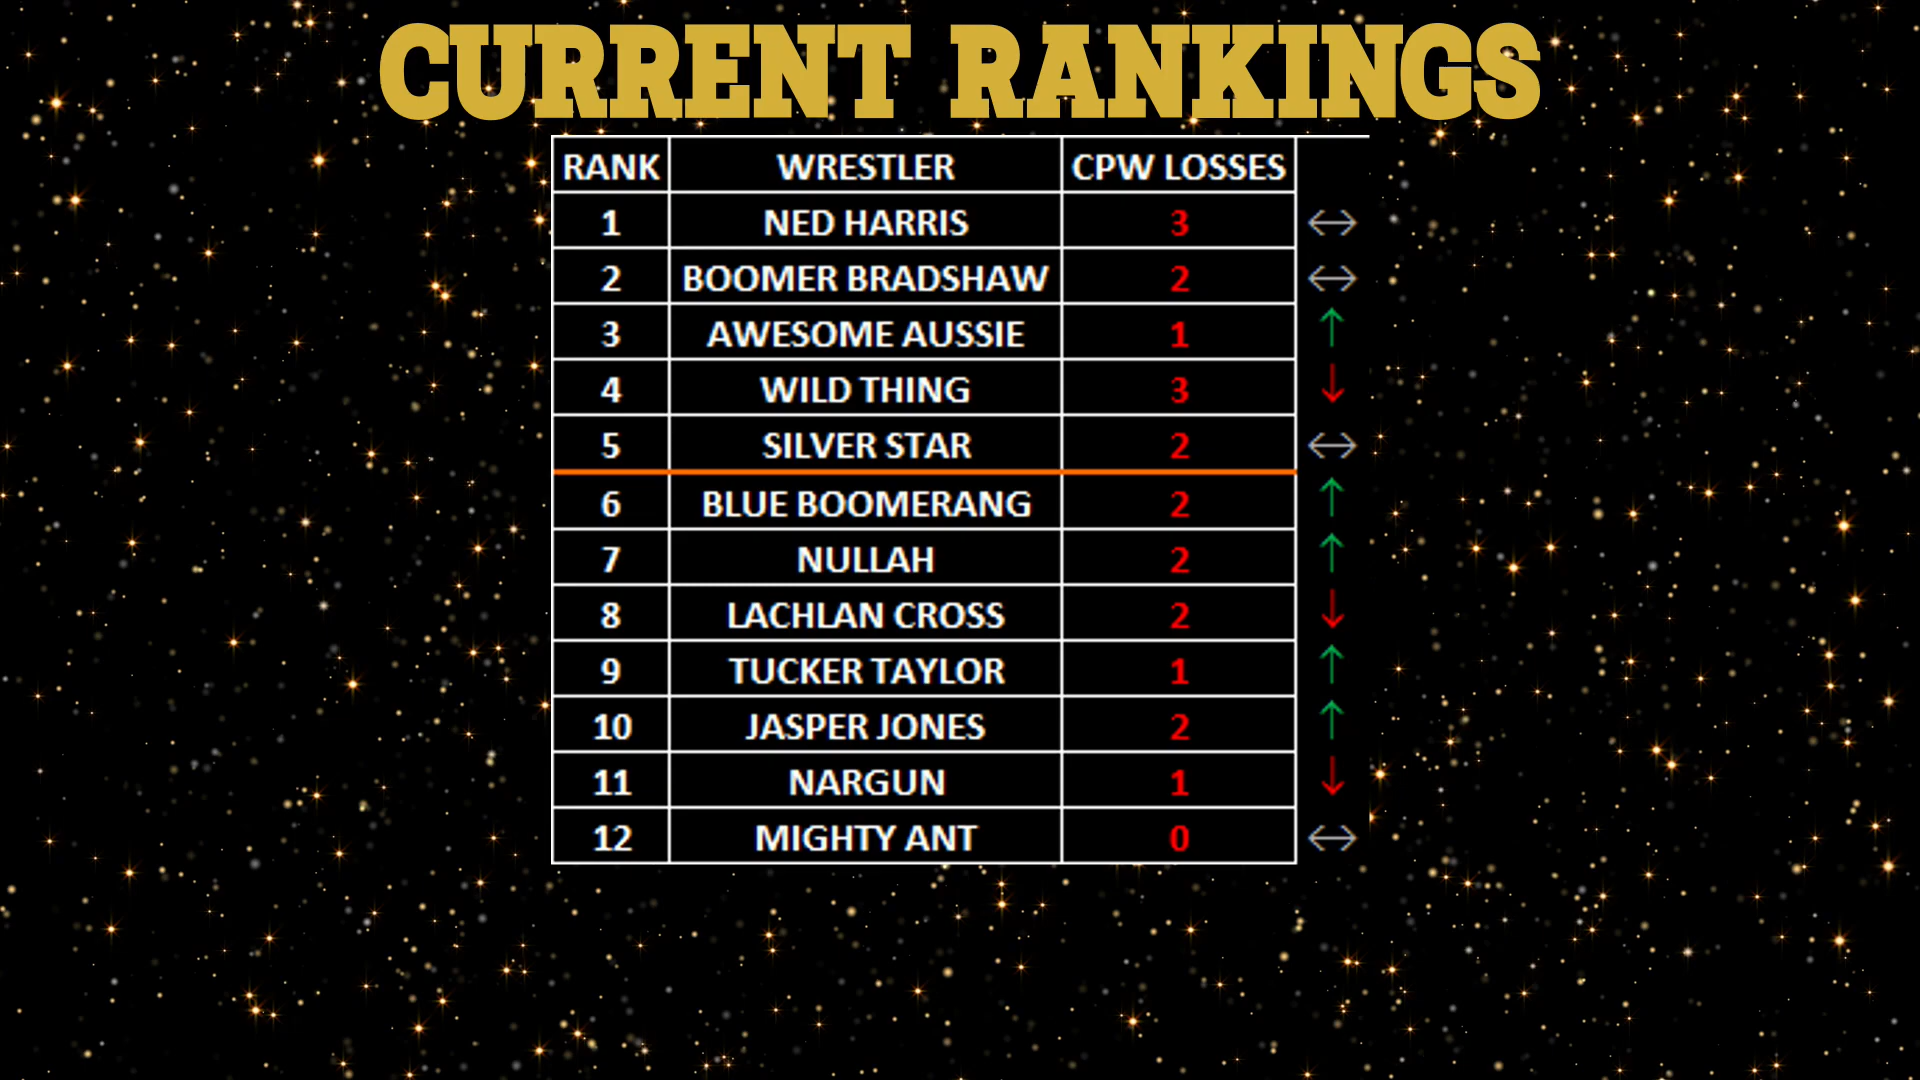 CURRENT RANKINGS
RANK WRESTLER CPW LOSSES
1 NED HARRIS 3 ↔
2 BOOMER BRADSHAW 2 ↔
3 AWESOME AUSSIE 1 ↑
4 WILD THING 3 ↓
5 SILVER STAR 2 ↔
6 BLUE BOOMERANG 2 ↑
7 NULLAH 2 ↑
8 LACHLAN CROSS 2 ↓
9 TUCKER TAYLOR 1 ↑
10 JASPER JONES 2 ↑
11 NARGUN 1 ↓
12 MIGHTY ANT 0 ↔